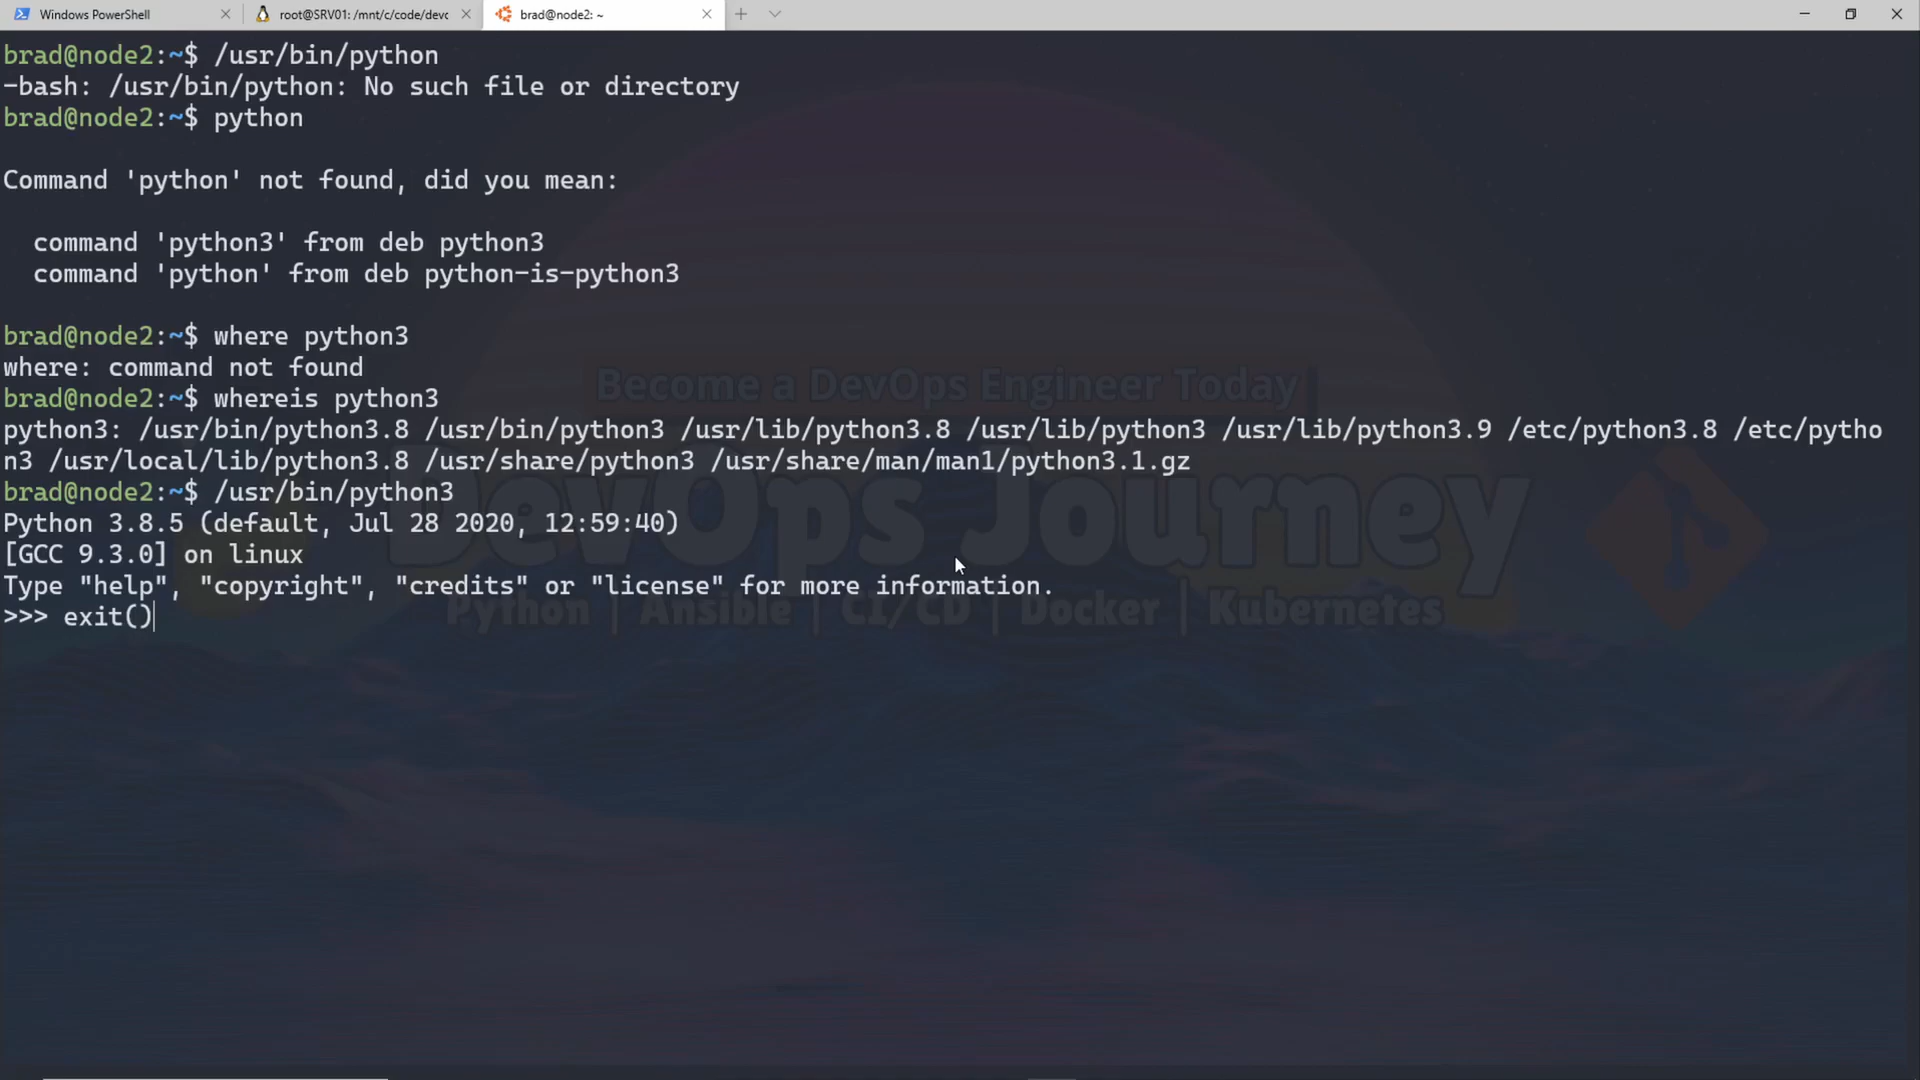 Windows PowerShell
root@SRV01: /mnt/c/code/devc
brad@node2: ~
brad@node2:~$ /usr/bin/python
-bash: /usr/bin/python: No such file or directory
brad@node2:~$ python
Command 'python' not found, did you mean:
command 'python3' from deb python3
command 'python' from deb python-is-python3
brad@node2:~$ where python3
where: command not found
Become a DevOps Engineer Today
brad@node2:~$ whereis python3
python3: /usr/bin/python3.8 /usr/bin/python3 /usr/lib/python3.8 /usr/lib/python3 /usr/lib/python3.9 /etc/python3.8 /etc/pytho
n3 /usr/local/lib/python3.8 /usr/share/python3 /usr/share/man/man1/python3.1.gz
brad@node2:~$ /usr/bin/python3
DevOps Journey
Python 3.8.5 (default, Jul 28 2020, 12:59:40)
[GCC 9.3.0] on linux
Type "help", "copyright", "credits" or "license" for more information.
Python | Ansible | CI/CD | Docker | Kubernetes
>>> exit()